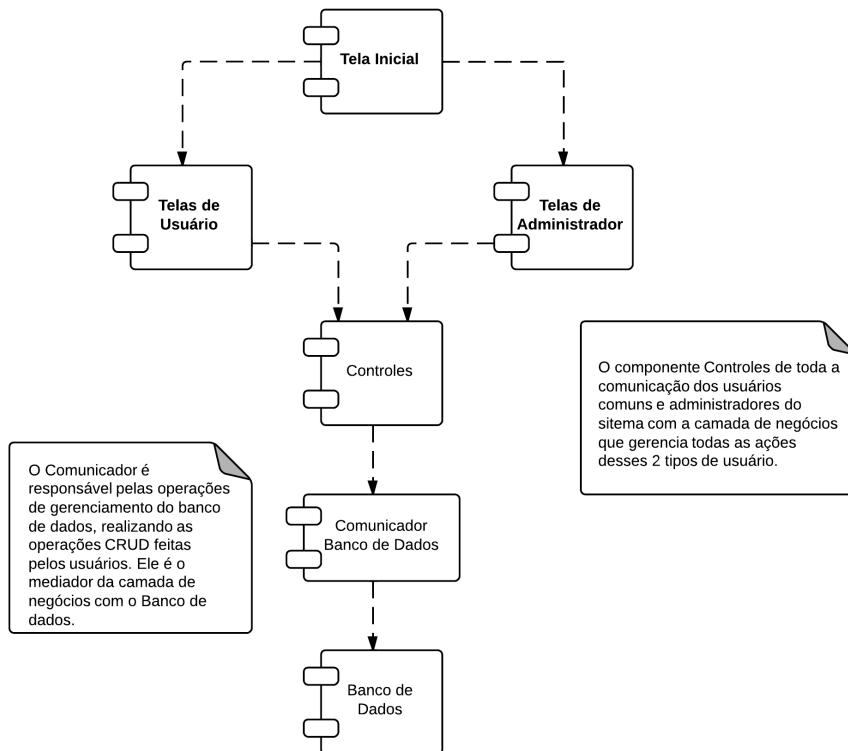 Tela Inicial
Telas de
Usuário
Telas de
Administrador
Controles
O componente Controles de toda a
comunicação dos usuários
comuns e administradores do
sitema com a camada de negócios
que gerencia todas as ações
desses 2 tipos de usuário.
O Comunicador é
responsável pelas operações
de gerenciamento do banco
de dados, realizando as
operações CRUD feitas
pelos usuários. Ele é o
mediador da camada de
negócios com o Banco de
dados.
Comunicador
Banco de Dados
Banco de
Dados